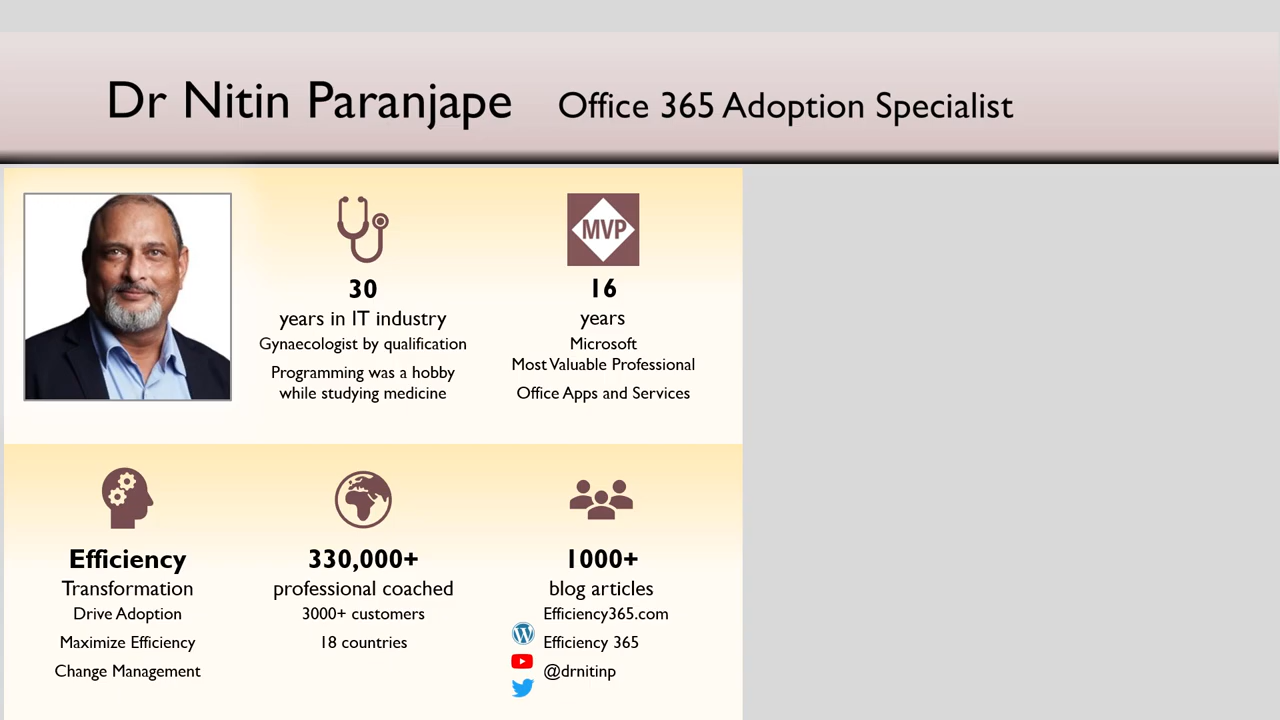 Dr Nitin Paranjape Office 365 Adoption Specialist
30
years in IT industry
Gynaecologist by qualification
Programming was a hobby
while studying medicine
MVP
16
years
Microsoft
Most Valuable Professional
Office Apps and Services
Efficiency
Transformation
Drive Adoption
Maximize Efficiency
Change Management
330,000+
professional coached
3000+ customers
18 countries
1000+
blog articles
Efficiency365.com
Efficiency 365
@drnitinp